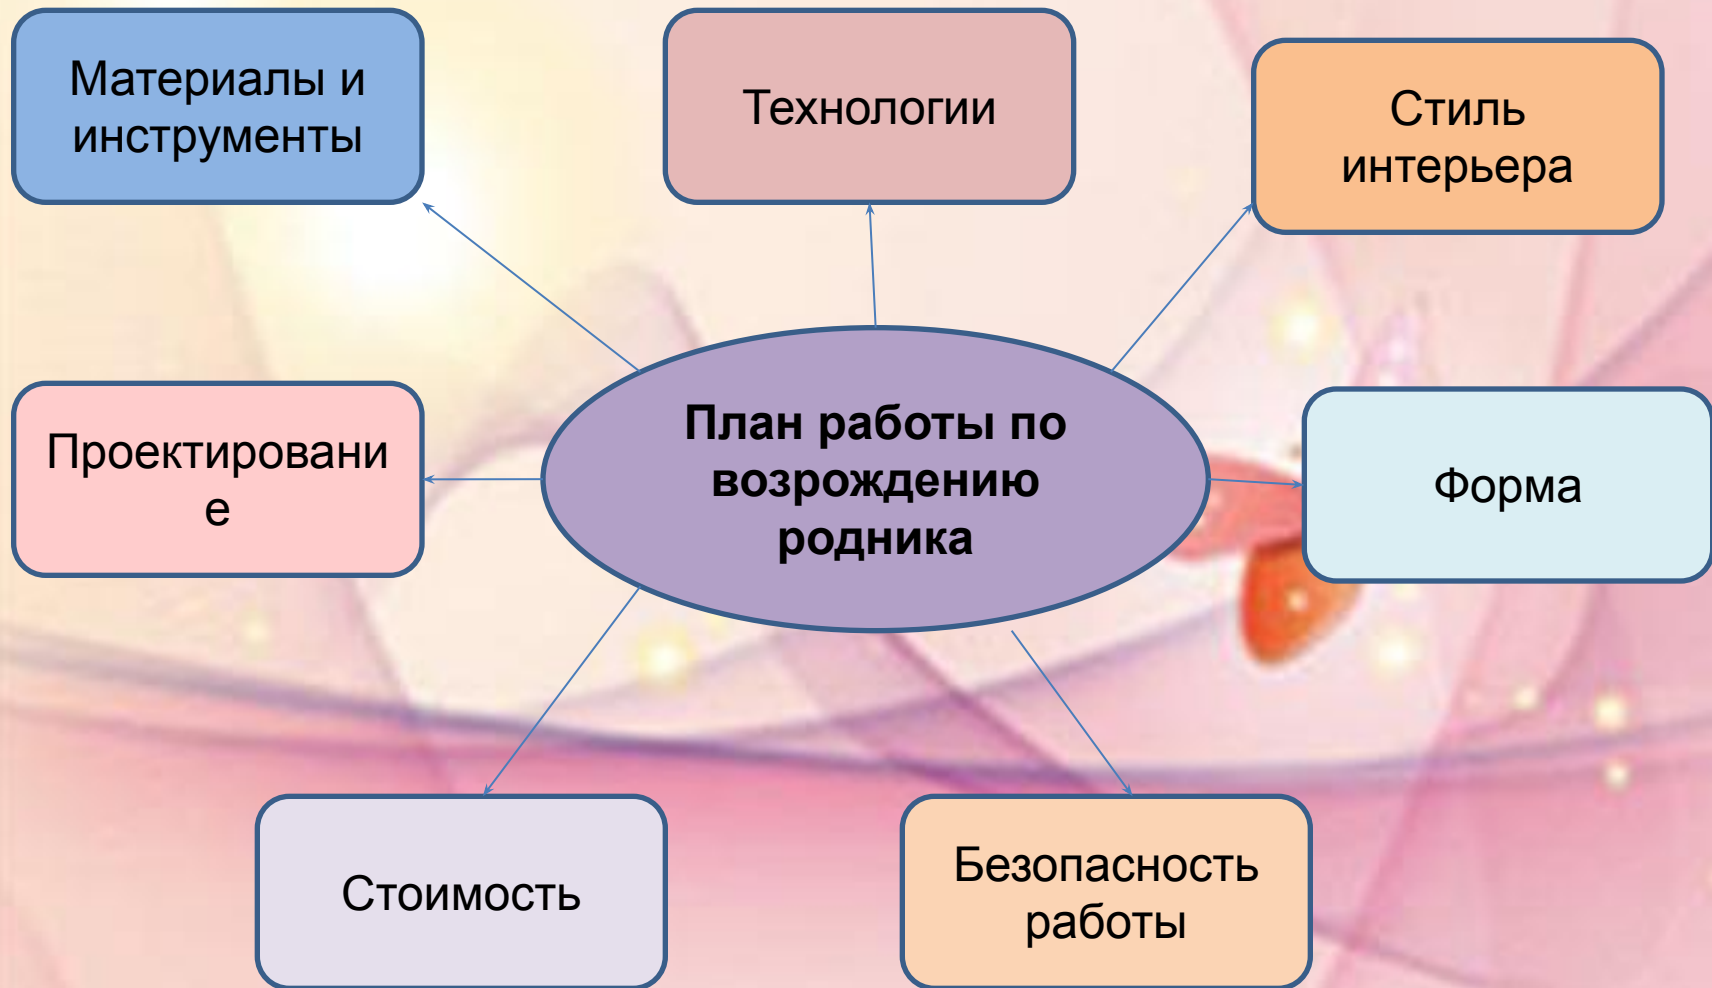 Материалы и
инструменты
Технологии
Стиль
интерьера
Проектировани
е
План работы по
возрождению
родника
Форма
Стоимость
Безопасность
работы